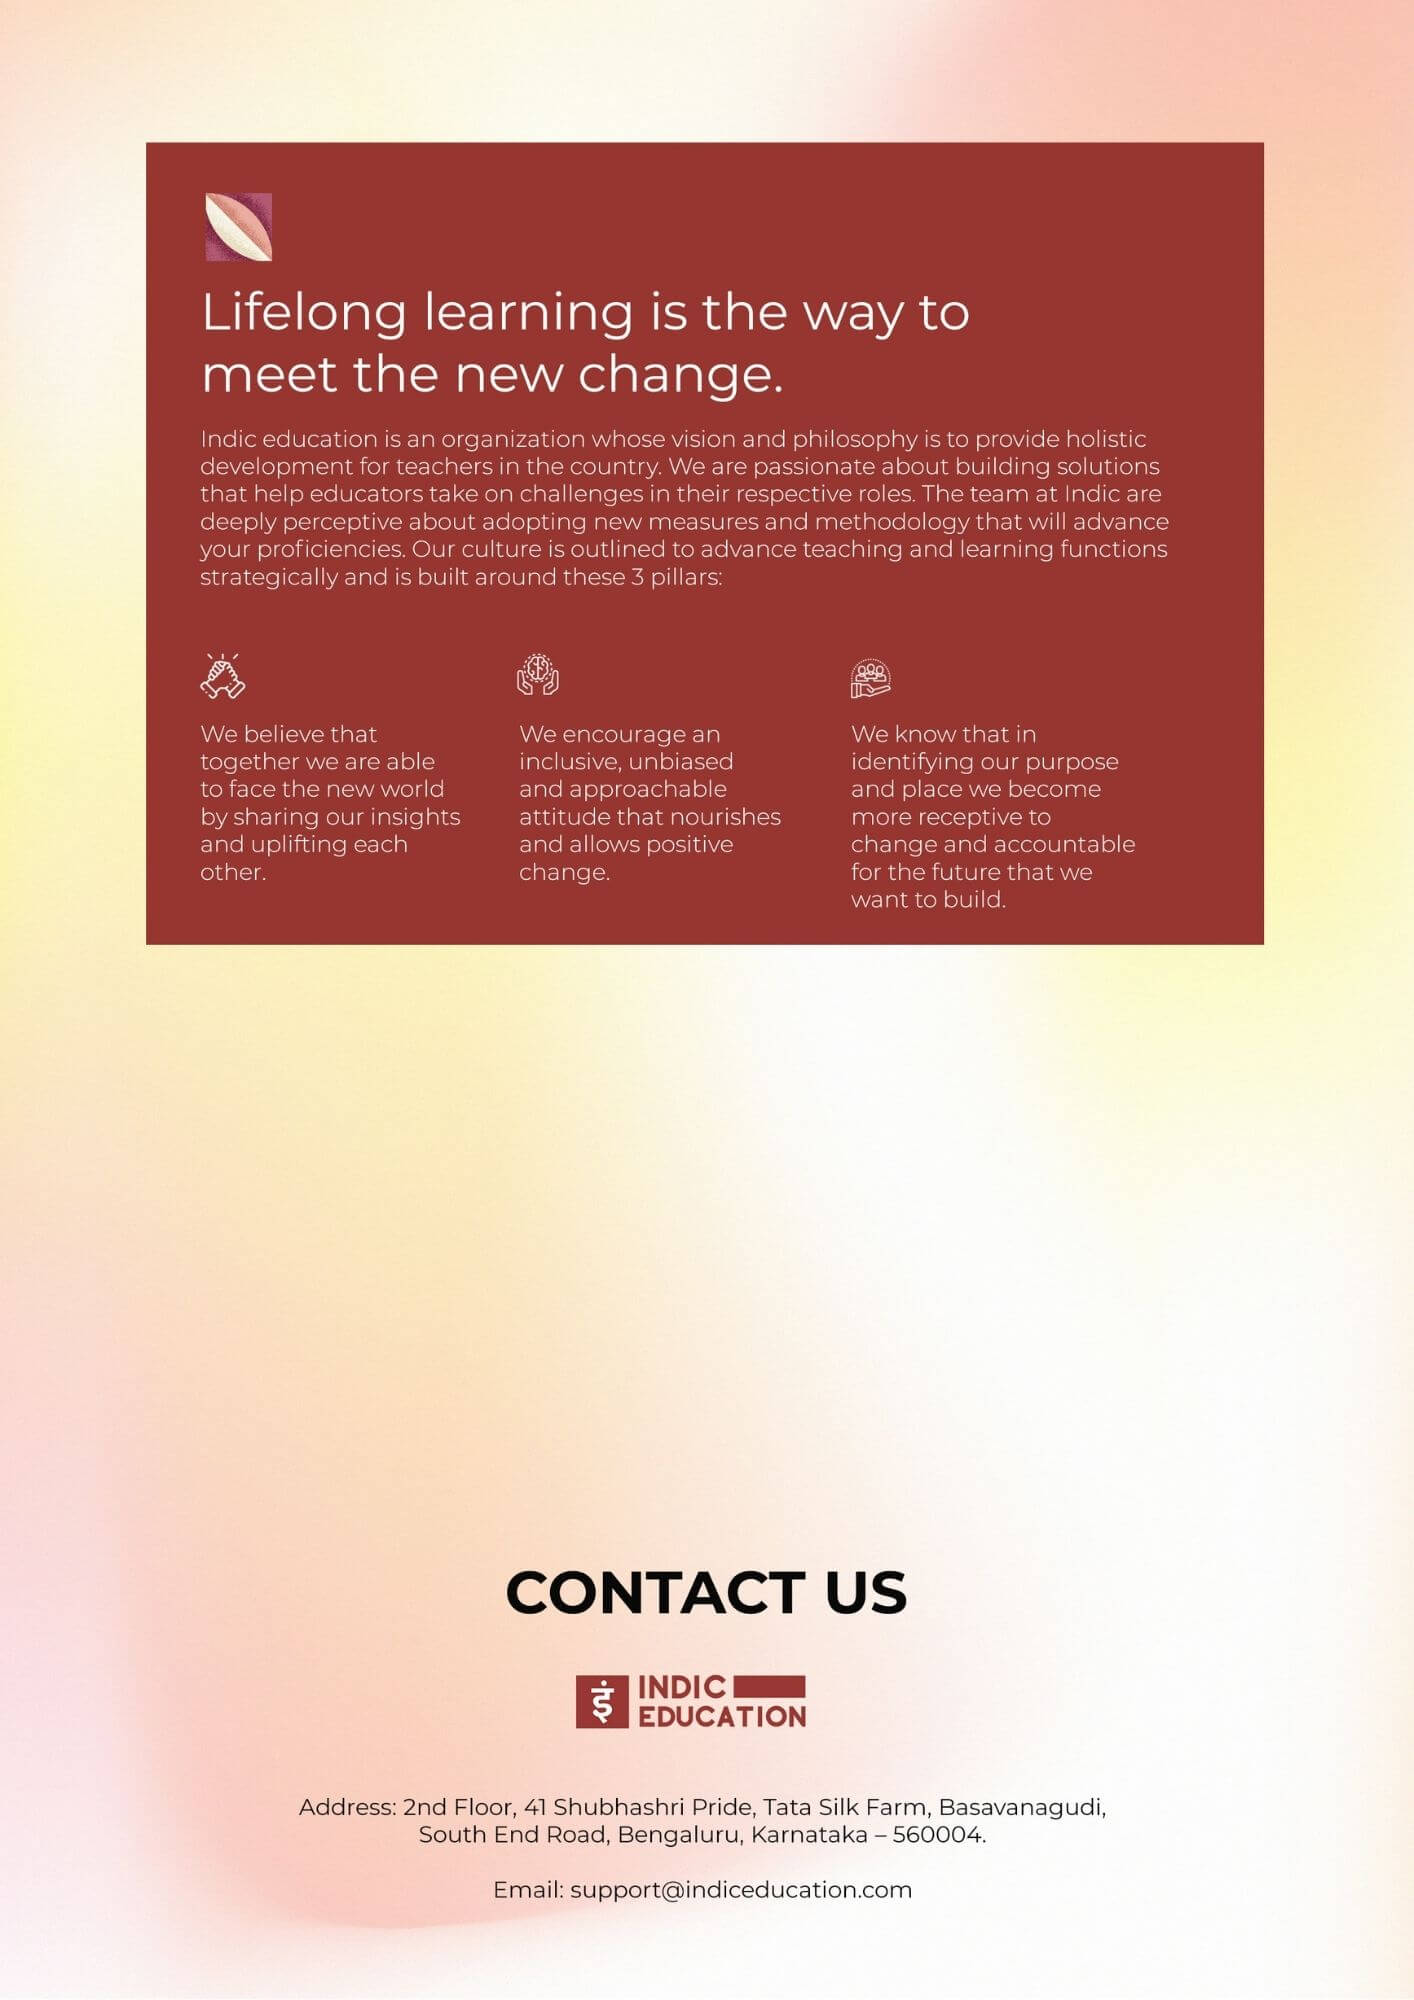 Lifelong learning is the way to
meet the new change.
Indic education is an organization whose vision and philosophy is to provide holistic
development for teachers in the country. We are passionate about building solutions
that help educators take on challenges in their respective roles. The team at Indic are
deeply perceptive about adopting new measures and methodology that will advance
your proficiencies. Our culture is outlined to advance teaching and learning functions
strategically and is built around these 3 pillars:
We believe that
together we are able
to face the new world
by sharing our insights
and uplifting each
other.
We encourage an
inclusive, unbiased
and approachable
attitude that nourishes
and allows positive
change.
We know that in
identifying our purpose
and place we become
more receptive to
change and accountable
for the future that we
want to build.
CONTACT US
इं INDIC
EDUCATION
Address: 2nd Floor, 41 Shubhashri Pride, Tata Silk Farm, Basavanagudi,
South End Road, Bengaluru, Karnataka – 560004.
Email: support@indiceducation.com